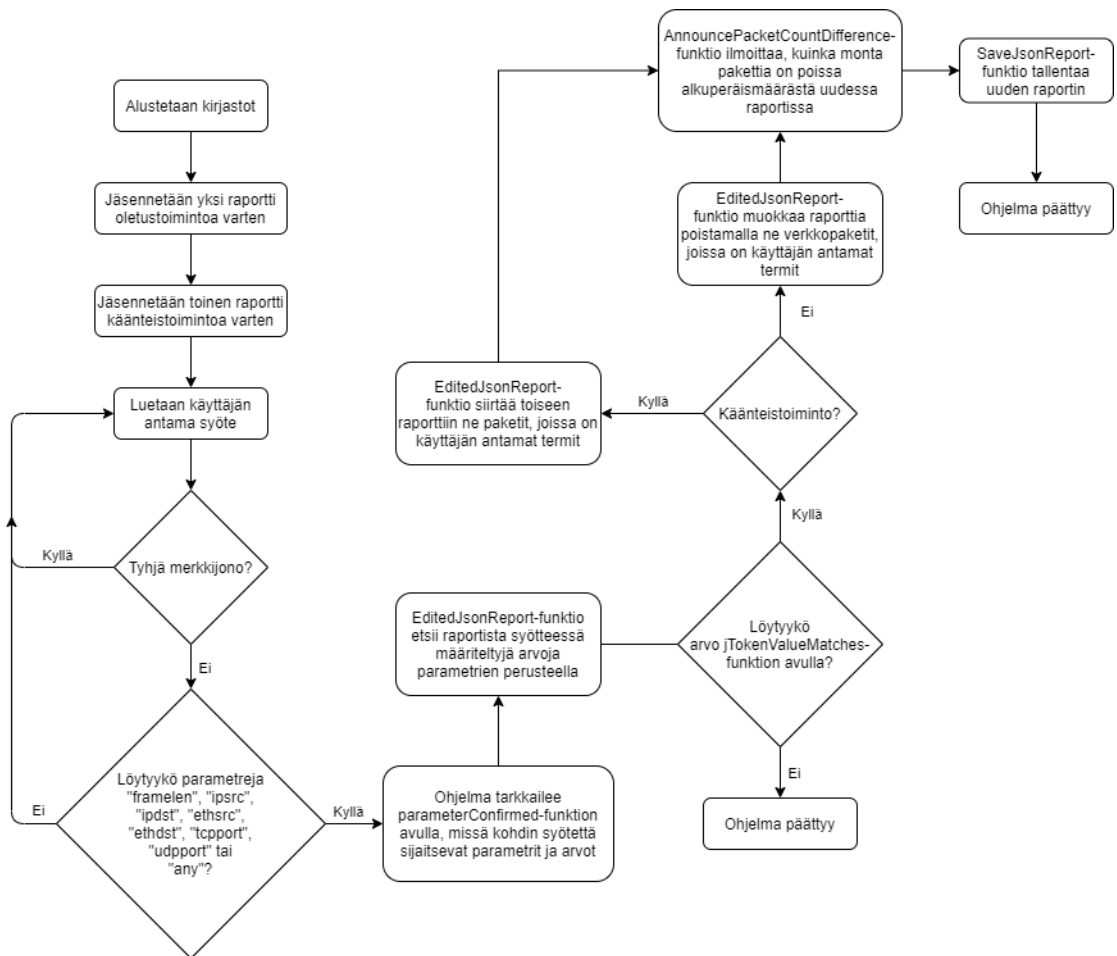 Alustetaan kirjastot
Jäsennetään yksi raportti
oletustoimintoa varten
Jäsennetään toinen raportti
käänteistoimintoa varten
Luetaan käyttäjän
antama syöte
Tyhjä merkkijono?
Kyllä
Ei
Löytyykö parametreja
"framelen", "ipsrc",
"ipdst", "ethsrc",
"ethdst", "tcpport",
"udpport" tai
"any"?
Ei
Kyllä
Ohjelma tarkkailee
parameterConfirmed-funktion
avulla, missä kohdin syötettä
sijaitsevat parametrit ja arvot
EditedJsonReport-funktio
etsii raportista syötteessä
määriteltyjä arvoja
parametrien perusteella
Löytyykö
arvo jTokenValueMatches-
funktion avulla?
Ei
Ohjelma päättyy
Kyllä
Käänteistoiminto?
Kyllä
EditedJsonReport-
funktio siirtää toiseen
raporttiin ne paketit, joissa on
käyttäjän antamat termit
Ei
EditedJsonReport-
funktio muokkaa raporttia
poistamalla ne verkkopaketit,
joissa on käyttäjän antamat
termit
AnnouncePacketCountDifference-
funktio ilmoittaa, kuinka monta
pakettia on poissa
alkuperäismäärästä uudessa
raportissa
SaveJsonReport-
funktio tallentaa
uuden raportin
Ohjelma päättyy